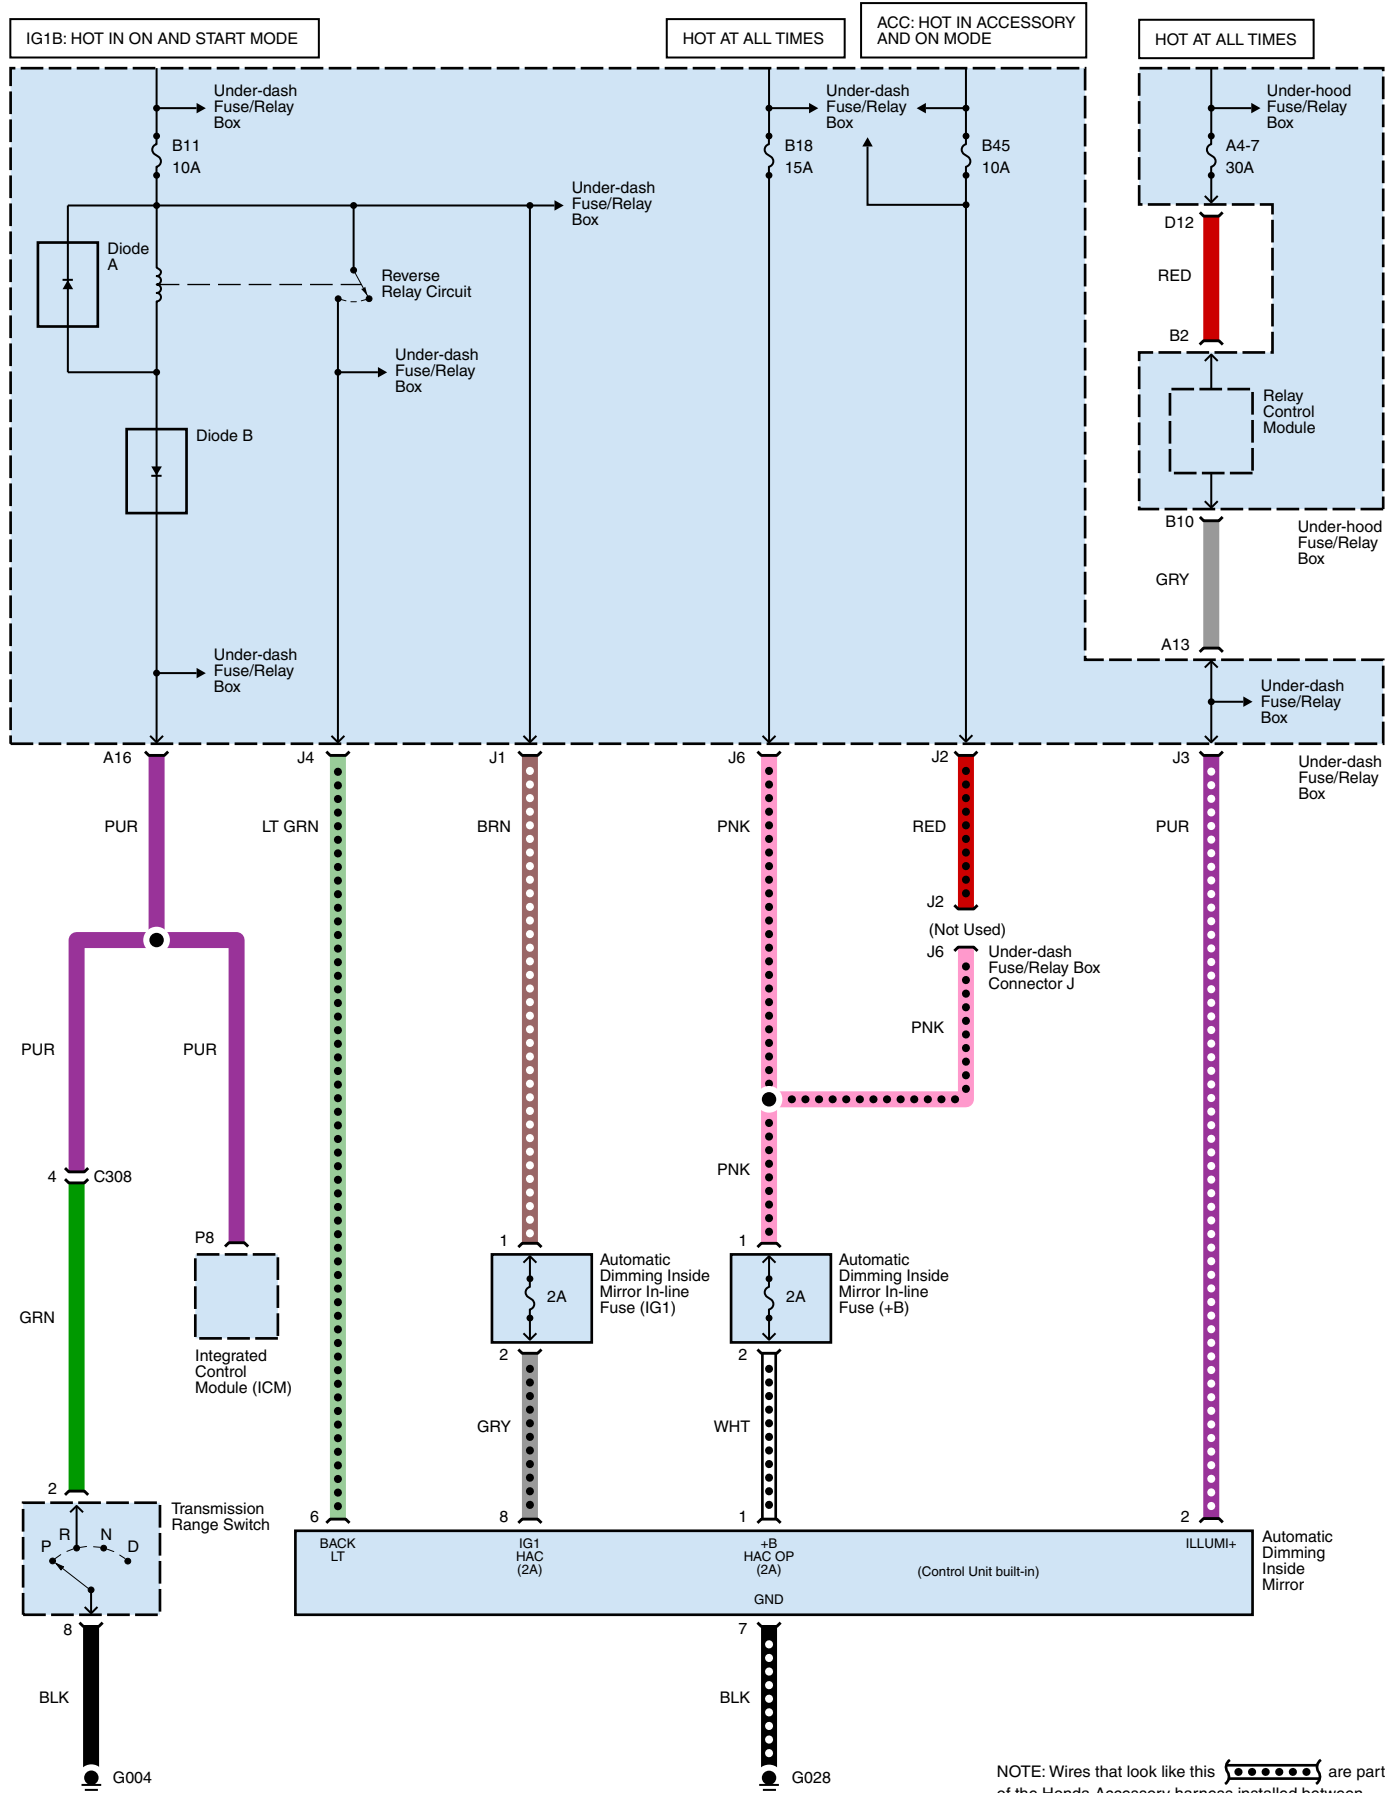 IG1B: HOT IN ON AND START MODE
HOT AT ALL TIMES
ACC: HOT IN ACCESSORY
AND ON MODE
HOT AT ALL TIMES
Under-dash
Fuse/Relay
Box
B11
10A
Under-dash
Fuse/Relay
Box
B18
15A
B45
10A
Under-hood
Fuse/Relay
Box
A4-7
30A
Under-dash
Fuse/Relay
Box
D12
RED
B2
Diode
A
Reverse
Relay Circuit
Under-dash
Fuse/Relay
Box
Diode B
Relay
Control
Module
B10
Under-hood
Fuse/Relay
Box
GRY
A13
Under-dash
Fuse/Relay
Box
Under-dash
Fuse/Relay
Box
A16
J4
J1
J6
J2
J3
Under-dash
Fuse/Relay
Box
PUR
LT GRN
BRN
PNK
RED
PUR
J2
(Not Used)
J6
Under-dash
Fuse/Relay Box
Connector J
PNK
PUR
PUR
4
C308
PNK
P8
1
1
Automatic
Dimming Inside
Mirror In-line
Fuse (IG1)
2A
Automatic
Dimming Inside
Mirror In-line
Fuse (+B)
2A
GRN
Integrated
Control
Module (ICM)
2
2
GRY
WHT
2
6
8
1
2
Transmission
Range Switch
P
R
N
D
BACK
LT
IG1
HAC
(2A)
+B
HAC OP
(2A)
(Control Unit built-in)
ILLUMI+
GND
Automatic
Dimming
Inside
Mirror
8
7
BLK
BLK
G004
G028
NOTE: Wires that look like this are part
of the Honda Accessory harness installed between